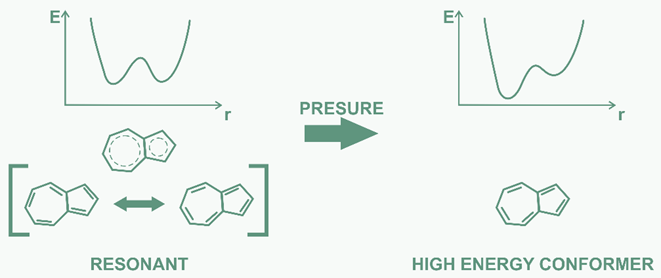 E
r
PRESURE
E
r
RESONANT
HIGH ENERGY CONFORMER